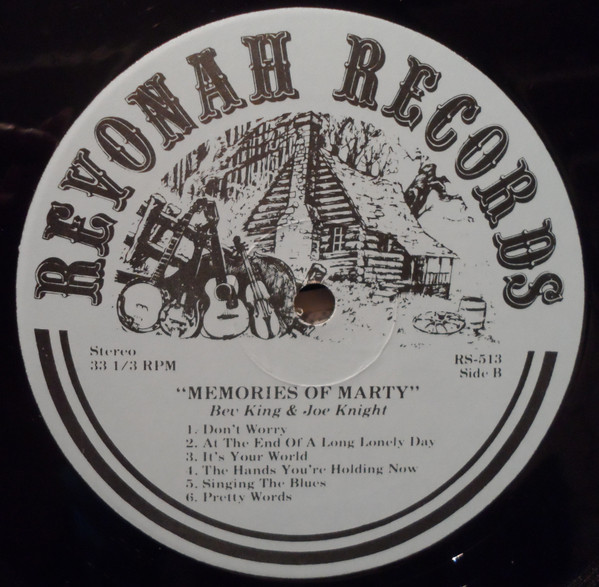 REVONAH RECORDS
Stereo
33 1/3 RPM
RS-513
Side B
"MEMORIES OF MARTY"
Bev King & Joe Knight
1. Don't Worry
2. At The End Of A Long Lonely Day
3. It's Your World
4. The Hands You're Holding Now
5. Singing The Blues
6. Pretty Words